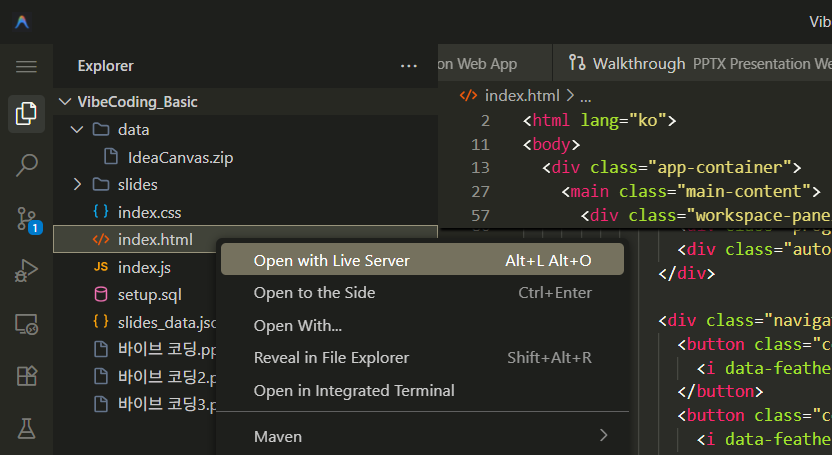 Vib
Explorer
···
on Web App
Walkthrough PPTX Presentation We
VibeCoding_Basic
index.html > ...
data
IdeaCanvas.zip
slides
index.css
index.html
index.js
setup.sql
slides_data.jsc
바이브 코딩.pp
바이브 코딩2.p
바이브 코딩3.p
1
2 <html lang="ko">
11 <body>
13 <div class="app-container">
27 <main class="main-content">
57 <div class="workspace-pane
<div class="auto
</div>
<div class="naviga
<button class="c
<i data-feathe
</button>
<button class="c
<i data-feathe
Open with Live Server Alt+L Alt+O
Open to the Side Ctrl+Enter
Open With...
Reveal in File Explorer Shift+Alt+R
Open in Integrated Terminal
Maven